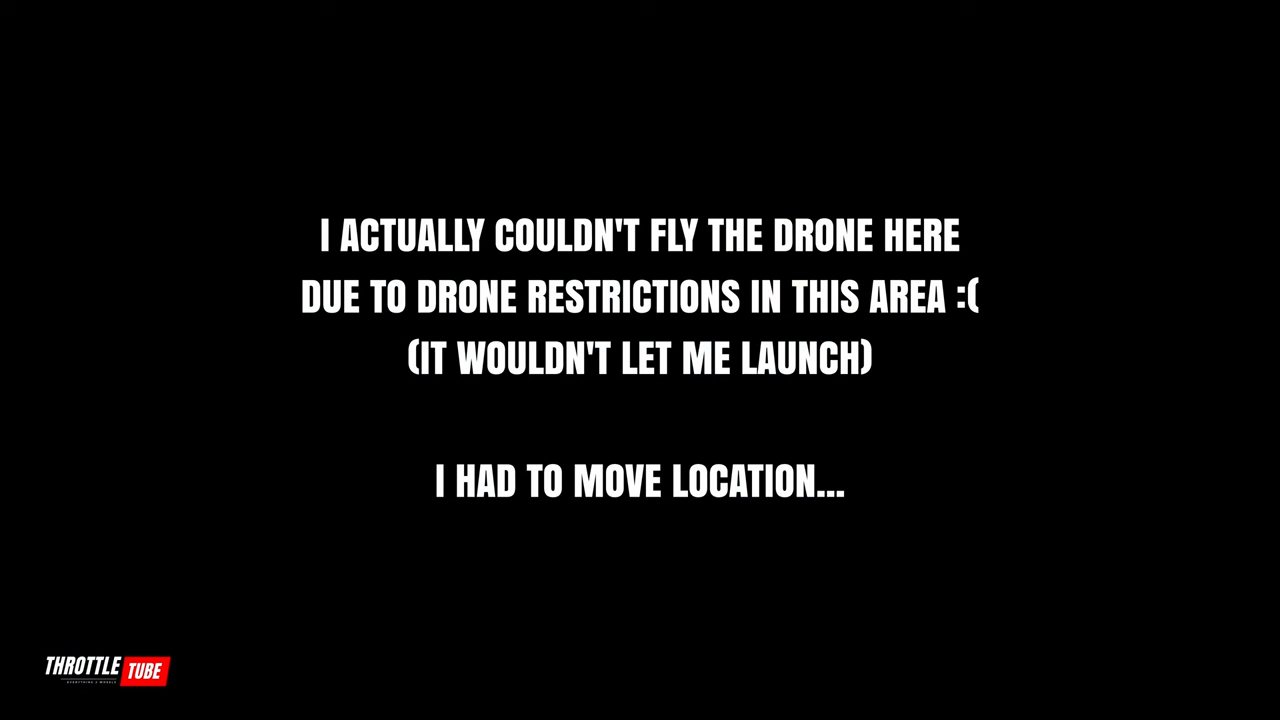 I ACTUALLY COULDN'T FLY THE DRONE HERE
DUE TO DRONE RESTRICTIONS IN THIS AREA :(
(IT WOULDN'T LET ME LAUNCH)
I HAD TO MOVE LOCATION...
THROTTLE TUBE